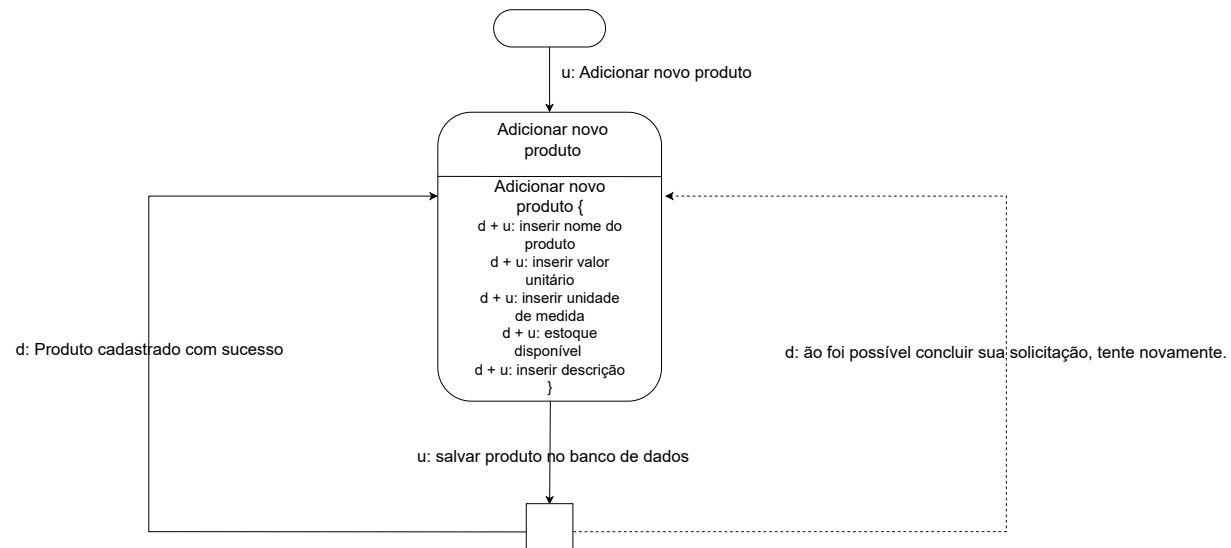 u: Adicionar novo produto
Adicionar novo
produto
Adicionar novo
produto {
d + u: inserir nome do
produto
d + u: inserir valor
unitário
d + u: inserir unidade
de medida
d + u: estoque
disponível
d + u: inserir descrição
}
d: Produto cadastrado com sucesso
d: ão foi possível concluir sua solicitação, tente novamente.
u: salvar produto no banco de dados